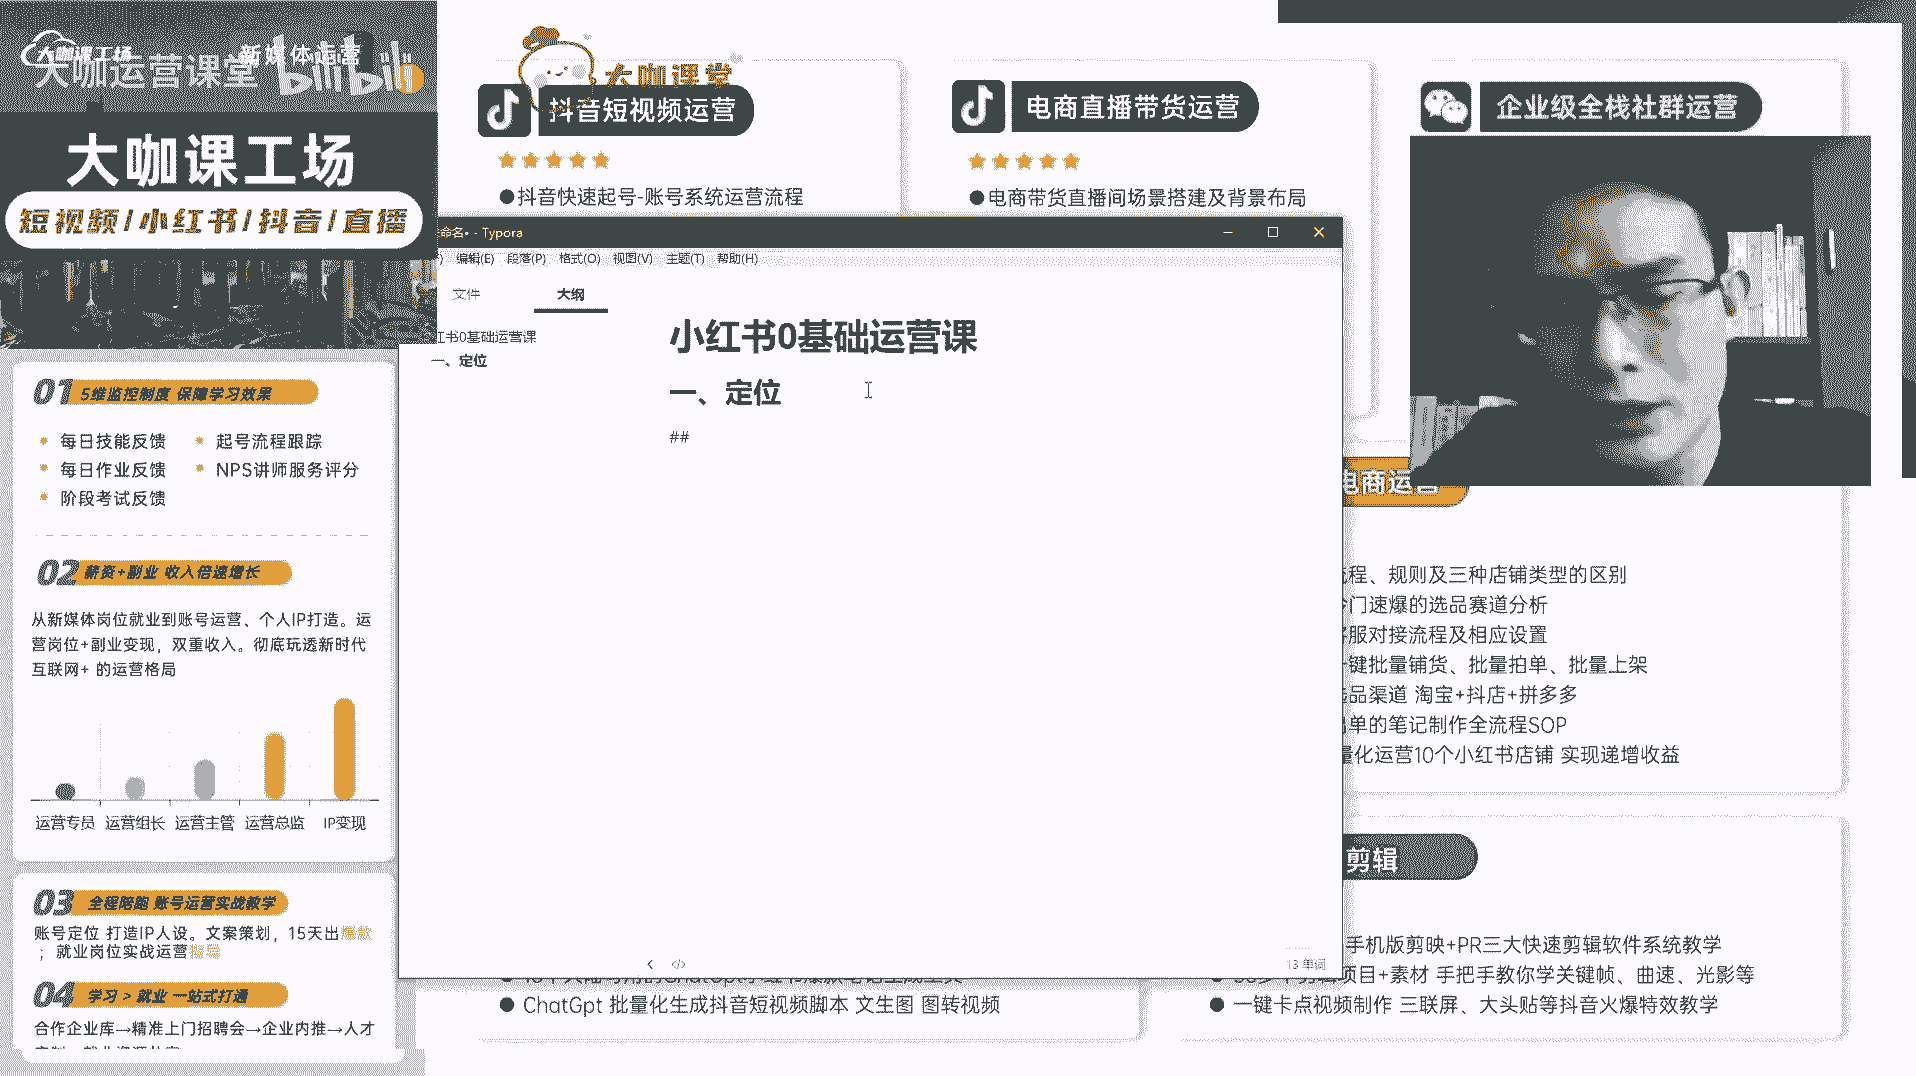 大咖课工场
新媒体运营
大咖运营课堂
bilibili
大咖课工场
短视频/小红书/抖音/直播
01 5维监控制度 保障学习效果
每日技能反馈
起号流程跟踪
每日作业反馈
NPS讲师服务评分
阶段考试反馈
02 薪资+副业 收入倍速增长
从新媒体岗位就业到账号运营、个人IP打造。运
营岗位+副业变现，双重收入。彻底玩透新时代
互联网+ 的运营格局
运营专员 运营组长 运营主管 运营总监 IP变现
03 全程陪跑 账号运营实战教学
账号定位 打造IP人设。文案策划，15天出爆款
；就业岗位实战运营指导
04 学习 > 就业 一站式打通
合作企业库→精准上门招聘会→企业内推→人才
大咖课堂
抖音短视频运营
●抖音快速起号-账号系统运营流程
电商直播带货运营
●电商带货直播间场景搭建及背景布局
企业级全栈社群运营
命名• - Typora
编辑(E) 段落(P) 格式(O) 视图(V) 主题(T) 帮助(H)
文件 大纲
红书0基础运营课
一、定位
小红书0基础运营课
一、定位
##
13 单词
电商运营
流程、规则及三种店铺类型的区别
冷门速爆的选品赛道分析
客服对接流程及相应设置
一键批量铺货、批量拍单、批量上架
选品渠道 淘宝+抖店+拼多多
出单的笔记制作全流程SOP
量化运营10个小红书店铺 实现递增收益
剪辑
手机版剪映+PR三大快速剪辑软件系统教学
项目+素材 手把手教你学关键帧、曲速、光影等
● 一键卡点视频制作 三联屏、大头贴等抖音火爆特效教学
● ChatGpt 批量化生成抖音短视频脚本 文生图 图转视频